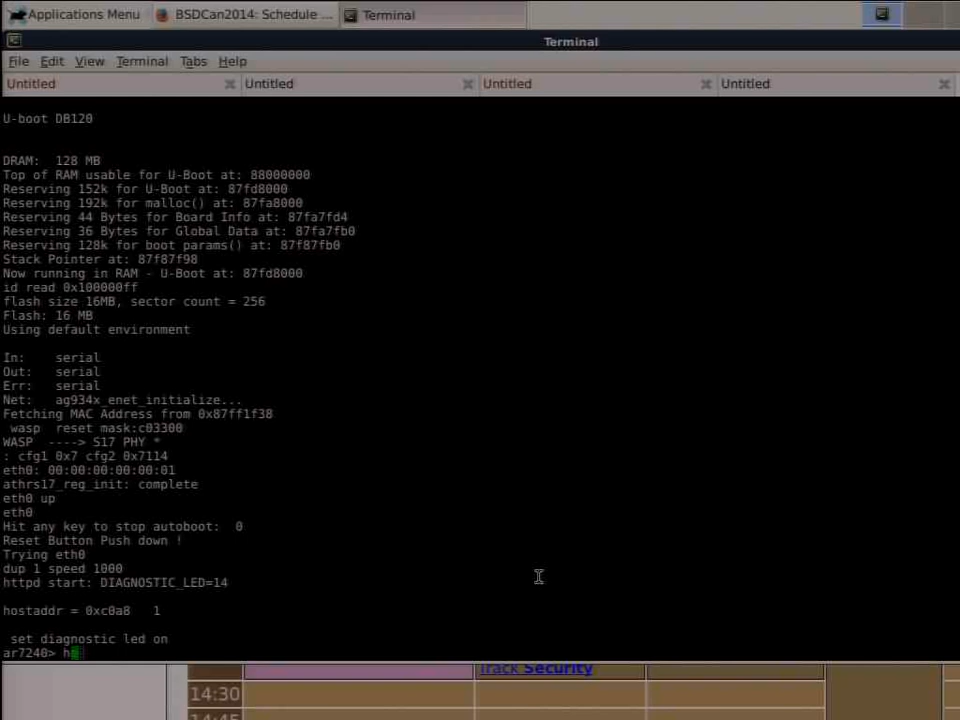 Applications Menu BSDCan2014: Schedule ... Terminal
Terminal
File Edit View Terminal Tabs Help
Untitled Untitled Untitled Untitled
U-boot DB120
DRAM: 128 MB
Top of RAM usable for U-Boot at: 88000000
Reserving 152k for U-Boot at: 87fd8000
Reserving 192k for malloc() at: 87fa8000
Reserving 44 Bytes for Board Info at: 87fa7fd4
Reserving 36 Bytes for Global Data at: 87fa7fb0
Reserving 128k for boot params() at: 87f87fb0
Stack Pointer at: 87f87f98
Now running in RAM - U-Boot at: 87fd8000
id read 0x100000ff
flash size 16MB, sector count = 256
Flash: 16 MB
Using default environment
In: serial
Out: serial
Err: serial
Net: ag934x_enet_initialize...
Fetching MAC Address from 0x87ff1f38
wasp reset mask:c03300
WASP ----> S17 PHY *
: cfg1 0x7 cfg2 0x7114
eth0: 00:00:00:00:00:01
athrs17_reg_init: complete
eth0 up
eth0
Hit any key to stop autoboot: 0
Reset Button Push down !
Trying eth0
dup 1 speed 1000
httpd start: DIAGNOSTIC_LED=14
hostaddr = 0xc0a8 1
set diagnostic led on
ar7240> h
Track Security
14:30
14:45